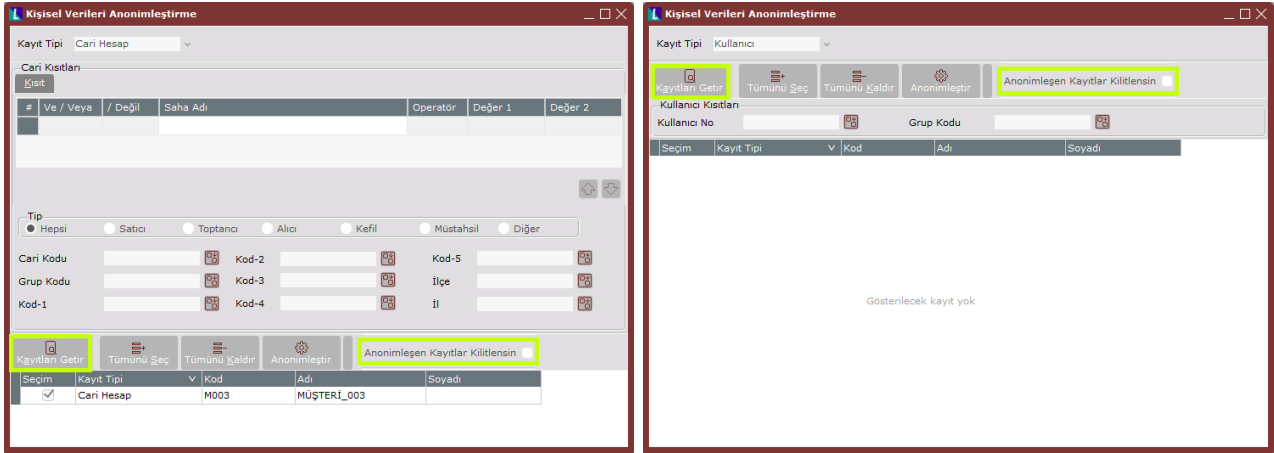 Kişisel Verileri Anonimleştirme
Kayıt Tipi Cari Hesap
Cari Kısıtları
Kısıt
# Ve / Veya / Değil Saha Adı Operatör Değer 1 Değer 2
Tip
Hepsi Satıcı Toptancı Alıcı Kefil Müstahsil Diğer
Cari Kodu Kod-2 Kod-5
Grup Kodu Kod-3 İlçe
Kod-1 Kod-4 İl
Kayıtları Getir Tümünü Seç Tümünü Kaldır Anonimleştir Anonimleşen Kayıtlar Kilitlensin
Seçim Kayıt Tipi Kod Adı Soyadı
Cari Hesap M003 MÜŞTERİ_003
Kişisel Verileri Anonimleştirme
Kayıt Tipi Kullanıcı
Kayıtları Getir Tümünü Seç Tümünü Kaldır Anonimleştir Anonimleşen Kayıtlar Kilitlensin
Kullanıcı Kısıtları
Kullanıcı No Grup Kodu
Seçim Kayıt Tipi Kod Adı Soyadı
Gösterilecek kayıt yok